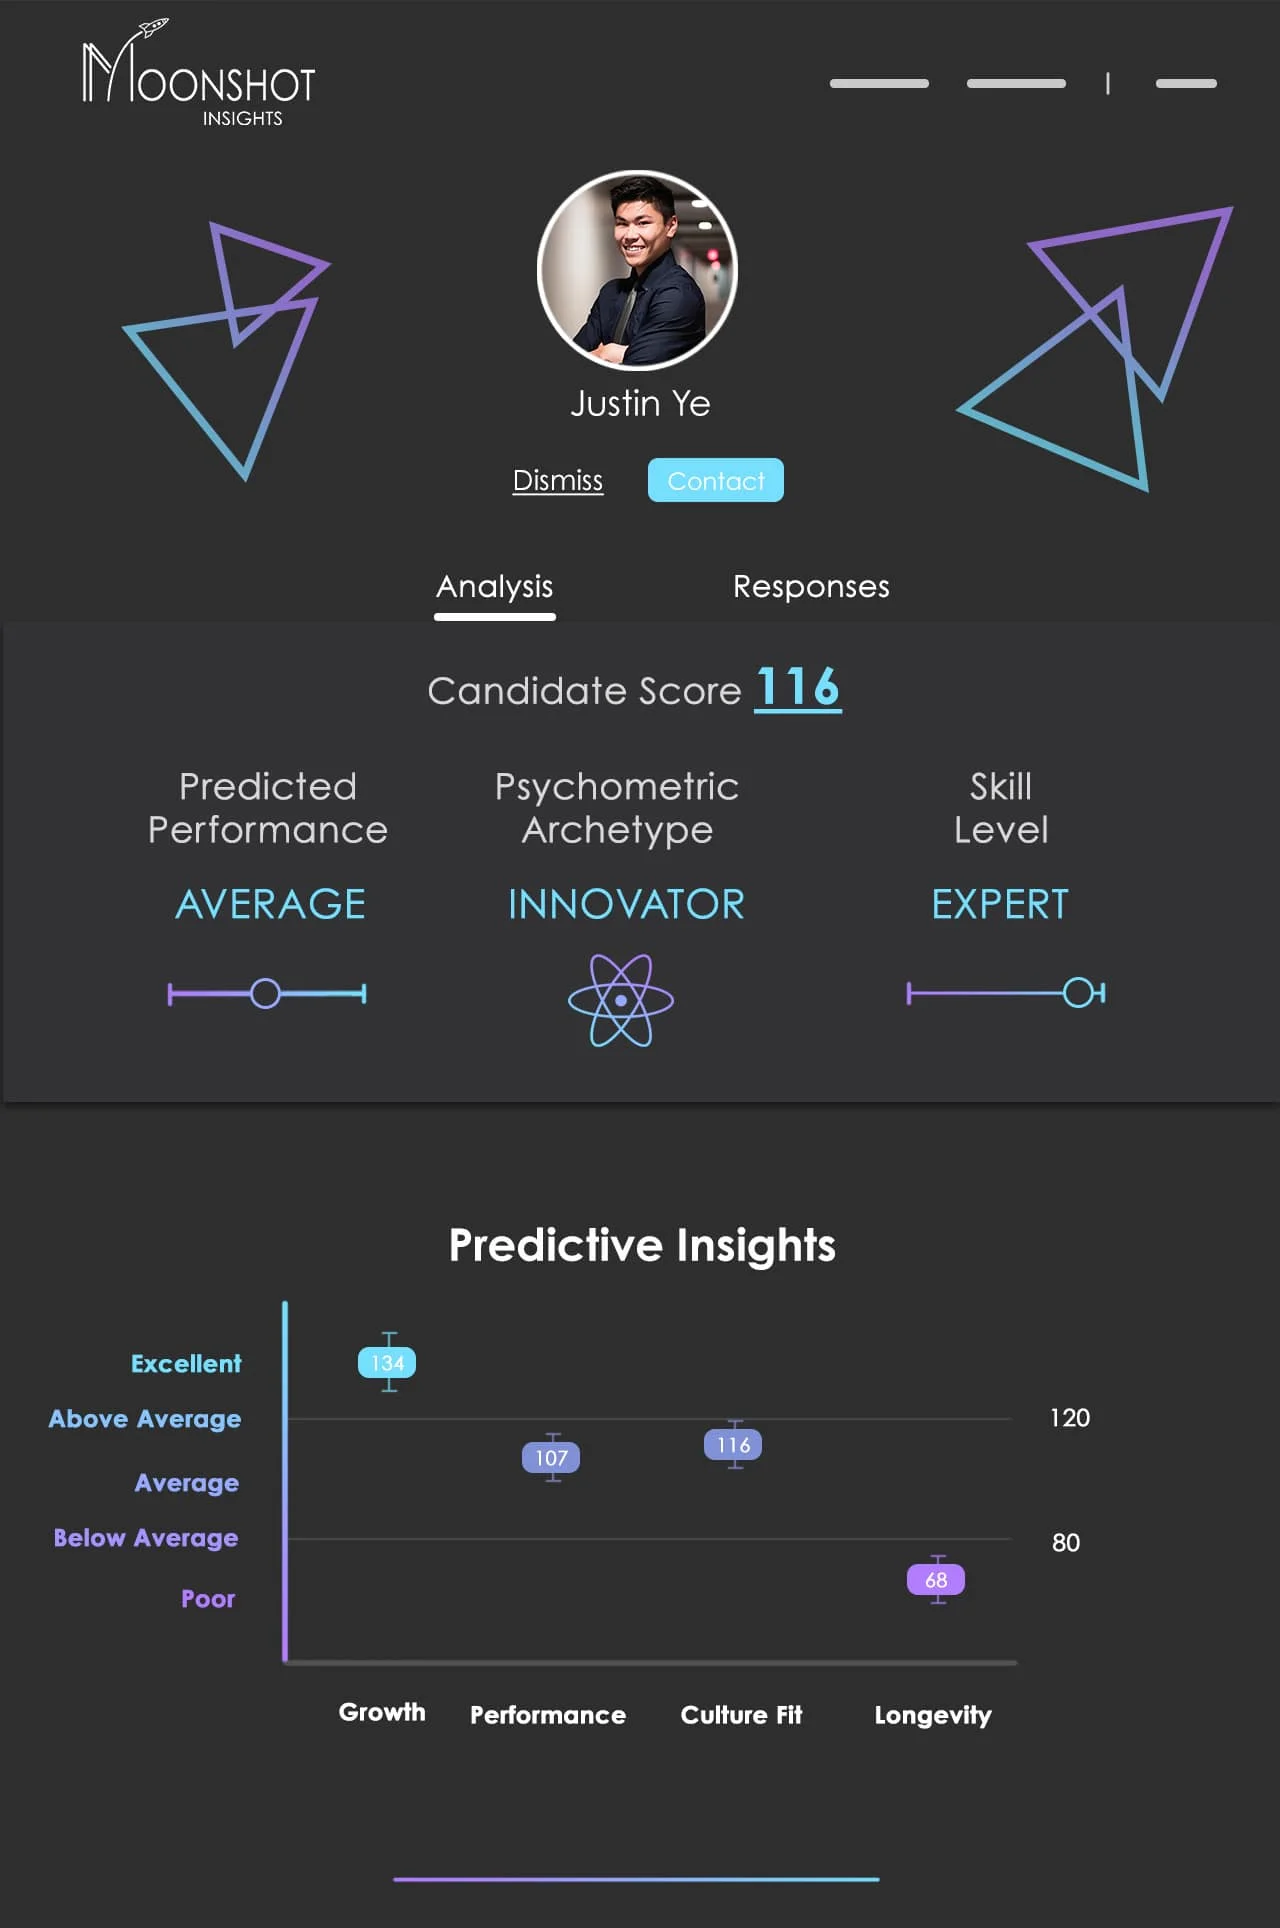 MOONSHOT
INSIGHTS
Justin Ye
Dismiss
Contact
Analysis
Responses
Candidate Score 116
Predicted
Performance
AVERAGE
Psychometric
Archetype
INNOVATOR
Skill
Level
EXPERT
Predictive Insights
Excellent
Above Average
Average
Below Average
Poor
134
107
116
68
120
80
Growth
Performance
Culture Fit
Longevity